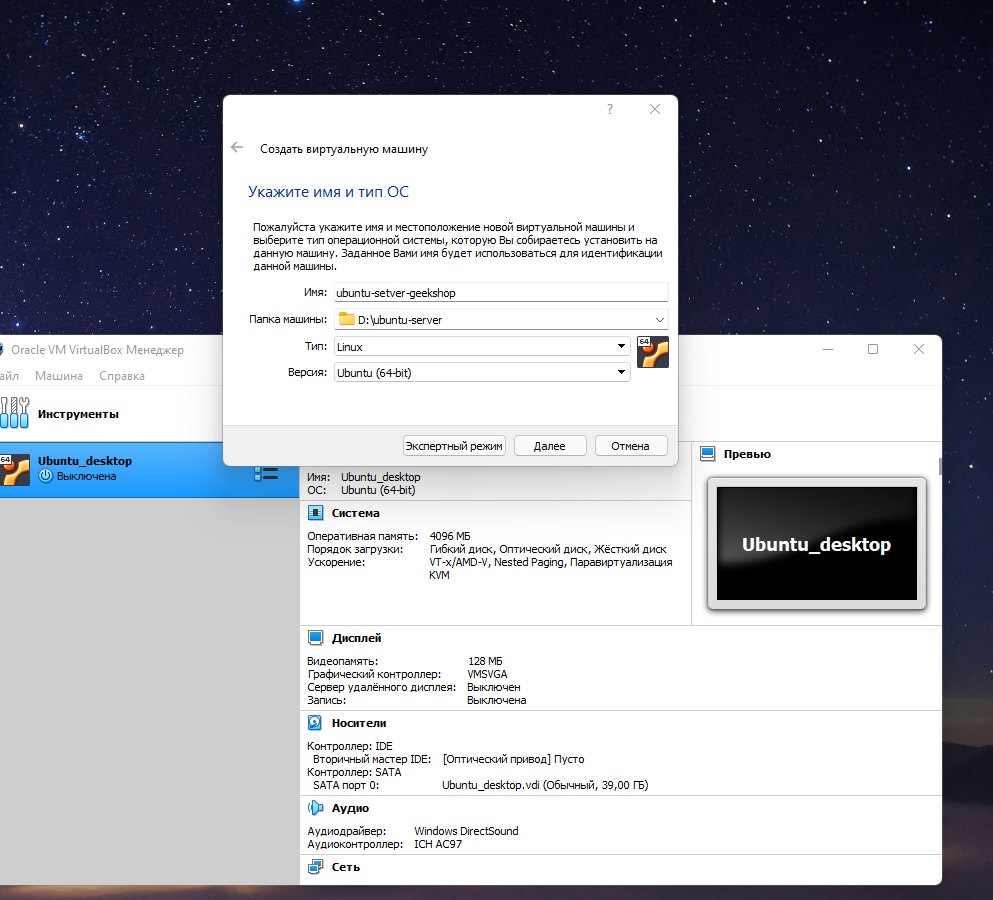 ?
Создать виртуальную машину
Укажите имя и тип ОС
Пожалуйста укажите имя и местоположение новой виртуальной машины и
выберите тип операционной системы, которую Вы собираетесь установить на
данную машину. Заданное Вами имя будет использоваться для идентификации
данной машины.
Имя: ubuntu-setver-geekshop
Папка машины: D:\ubuntu-server
Тип: Linux
64
Версия: Ubuntu (64-bit)
Экспертный режим Далее Отмена
Oracle VM VirtualBox Менеджер
айл Машина Справка
Инструменты
64
Ubuntu_desktop
Выключена
Имя: Ubuntu_desktop
ОС: Ubuntu (64-bit)
Система
Оперативная память: 4096 МБ
Порядок загрузки: Гибкий диск, Оптический диск, Жёсткий диск
Ускорение: VT-x/AMD-V, Nested Paging, Паравиртуализация
KVM
Превью
Ubuntu_desktop
Дисплей
Видеопамять: 128 МБ
Графический контроллер: VMSVGA
Сервер удалённого дисплея: Выключен
Запись: Выключена
Носители
Контроллер: IDE
Вторичный мастер IDE: [Оптический привод] Пусто
Контроллер: SATA
SATA порт 0: Ubuntu_desktop.vdi (Обычный, 39,00 ГБ)
Аудио
Аудиодрайвер: Windows DirectSound
Аудиоконтроллер: ICH AC97
Сеть